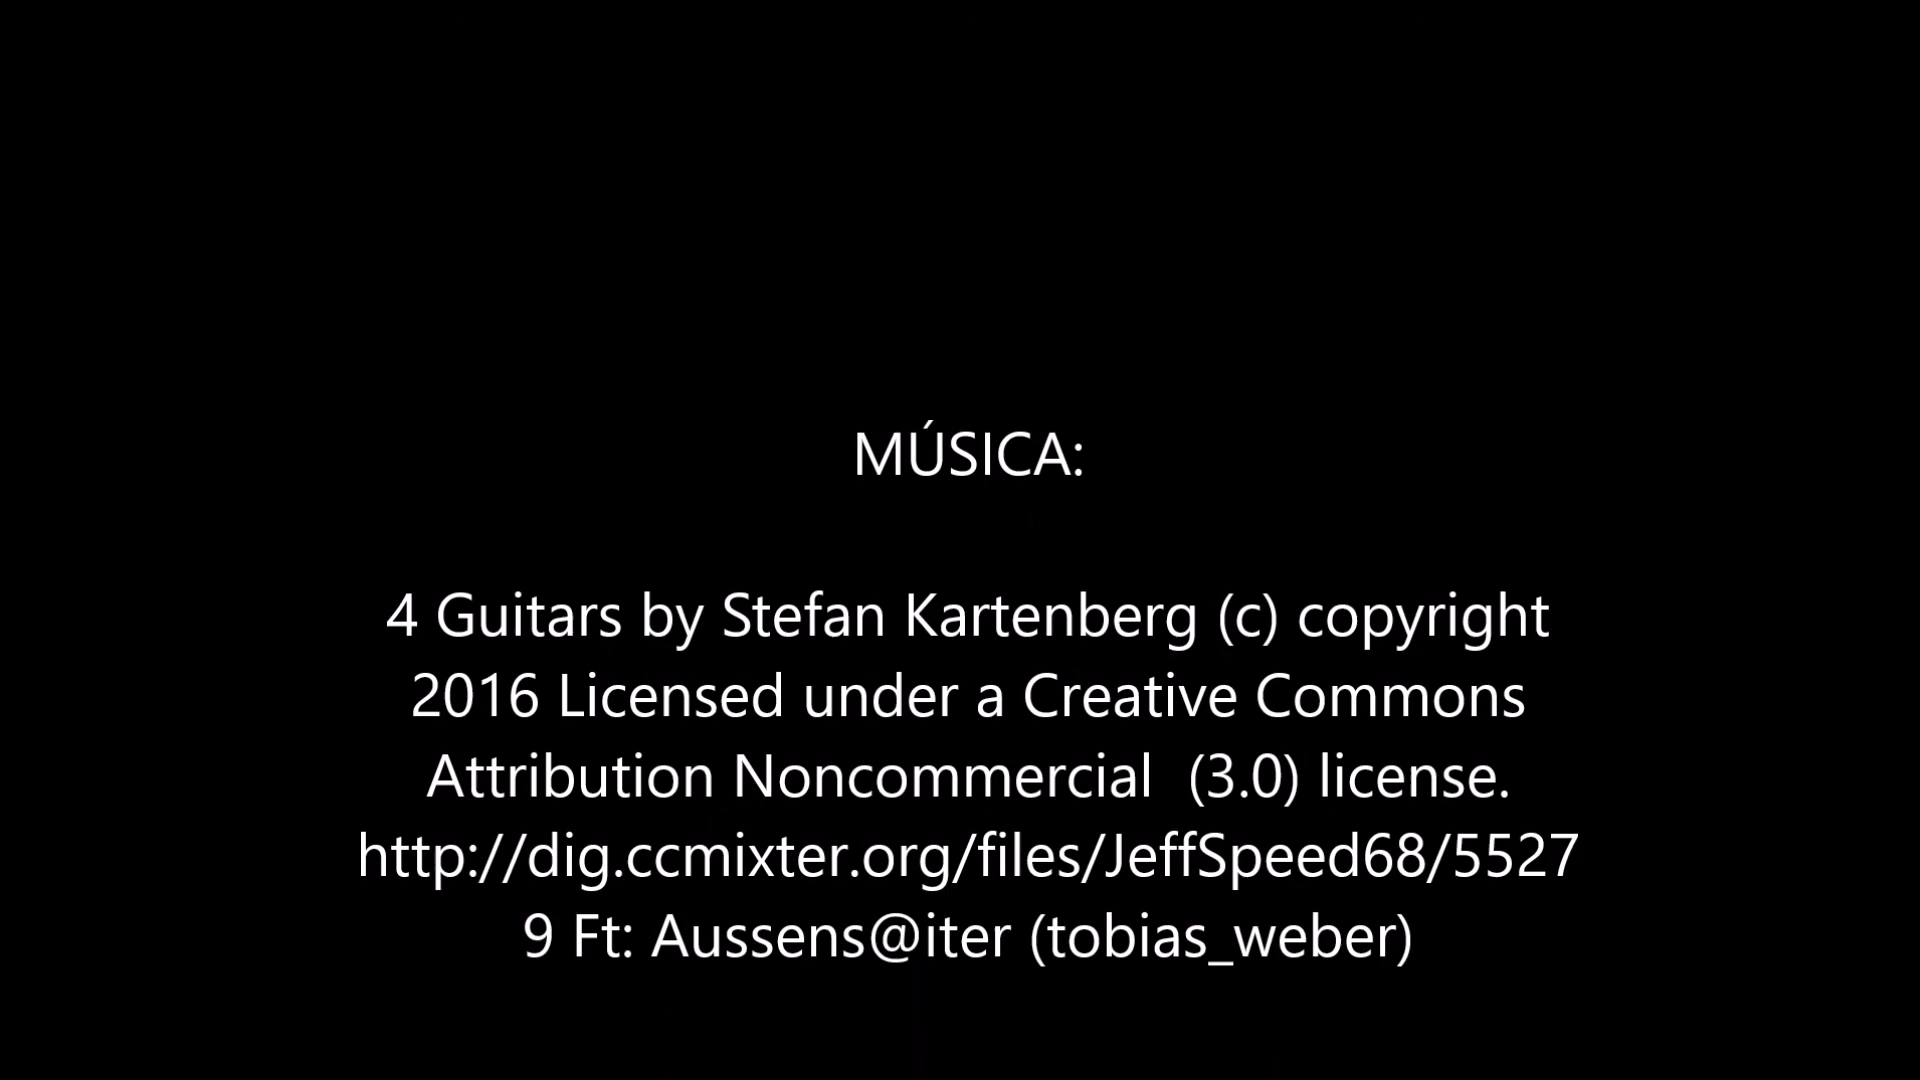 MÚSICA:
4 Guitars by Stefan Kartenberg (c) copyright
2016 Licensed under a Creative Commons
Attribution Noncommercial  (3.0) license.
http://dig.ccmixter.org/files/JeffSpeed68/5527
9 Ft: Aussens@iter (tobias_weber)